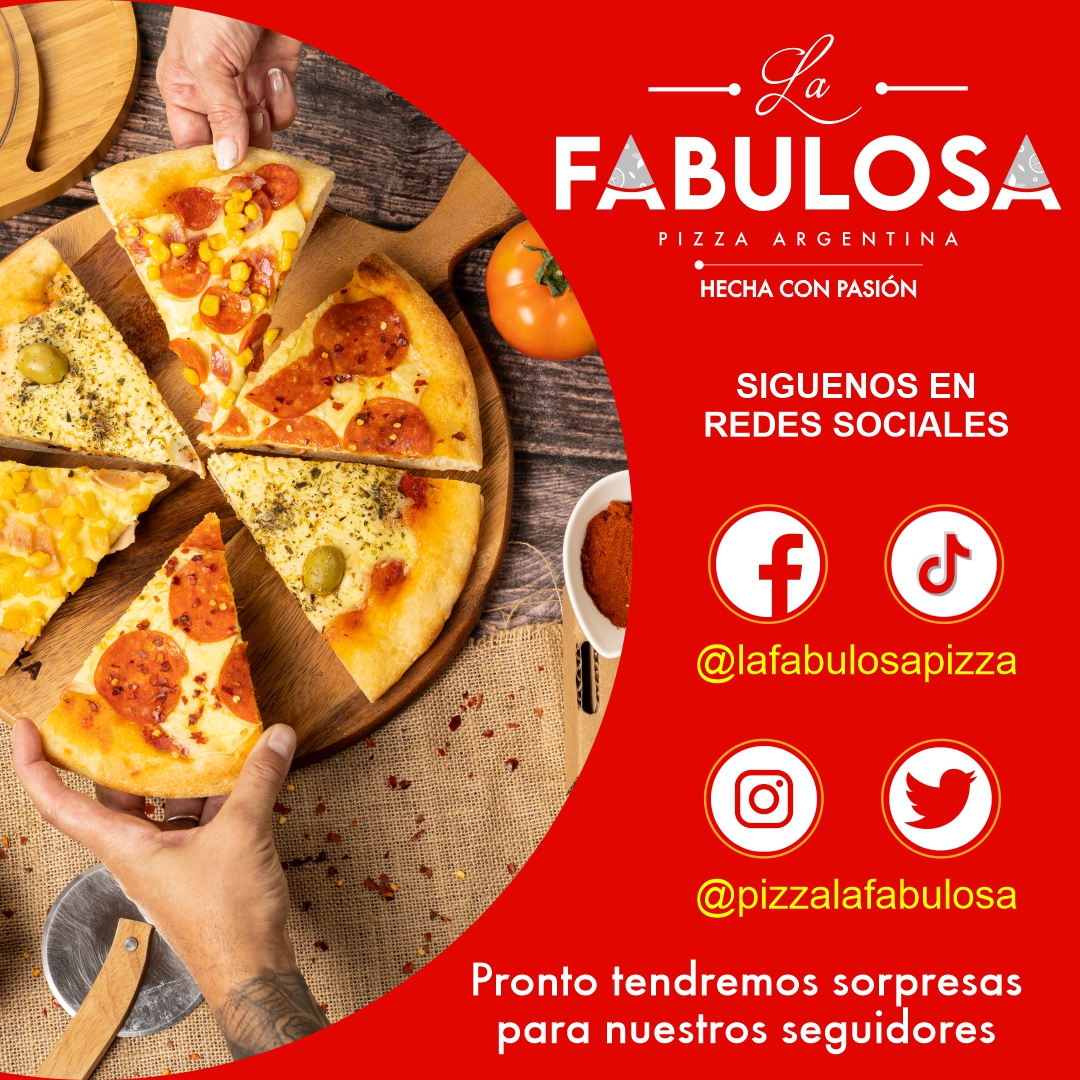 La
FABULOSA
PIZZA ARGENTINA
HECHA CON PASIÓN
SIGUENOS EN
REDES SOCIALES
@lafabulosapizza
@pizzalafabulosa
Pronto tendremos sorpresas
para nuestros seguidores